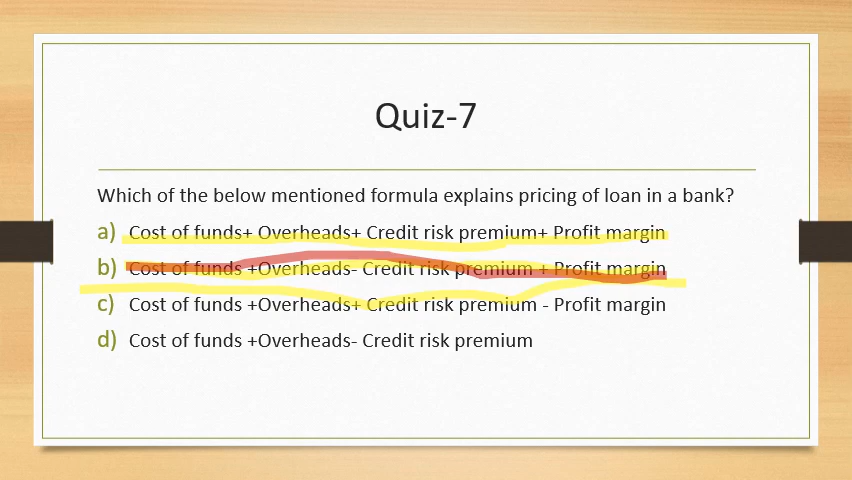 Quiz-7
Which of the below mentioned formula explains pricing of loan in a bank?
a) Cost of funds+ Overheads+ Credit risk premium+ Profit margin
b) Cost of funds +Overheads- Credit risk premium + Profit margin
c) Cost of funds +Overheads+ Credit risk premium - Profit margin
d) Cost of funds +Overheads- Credit risk premium